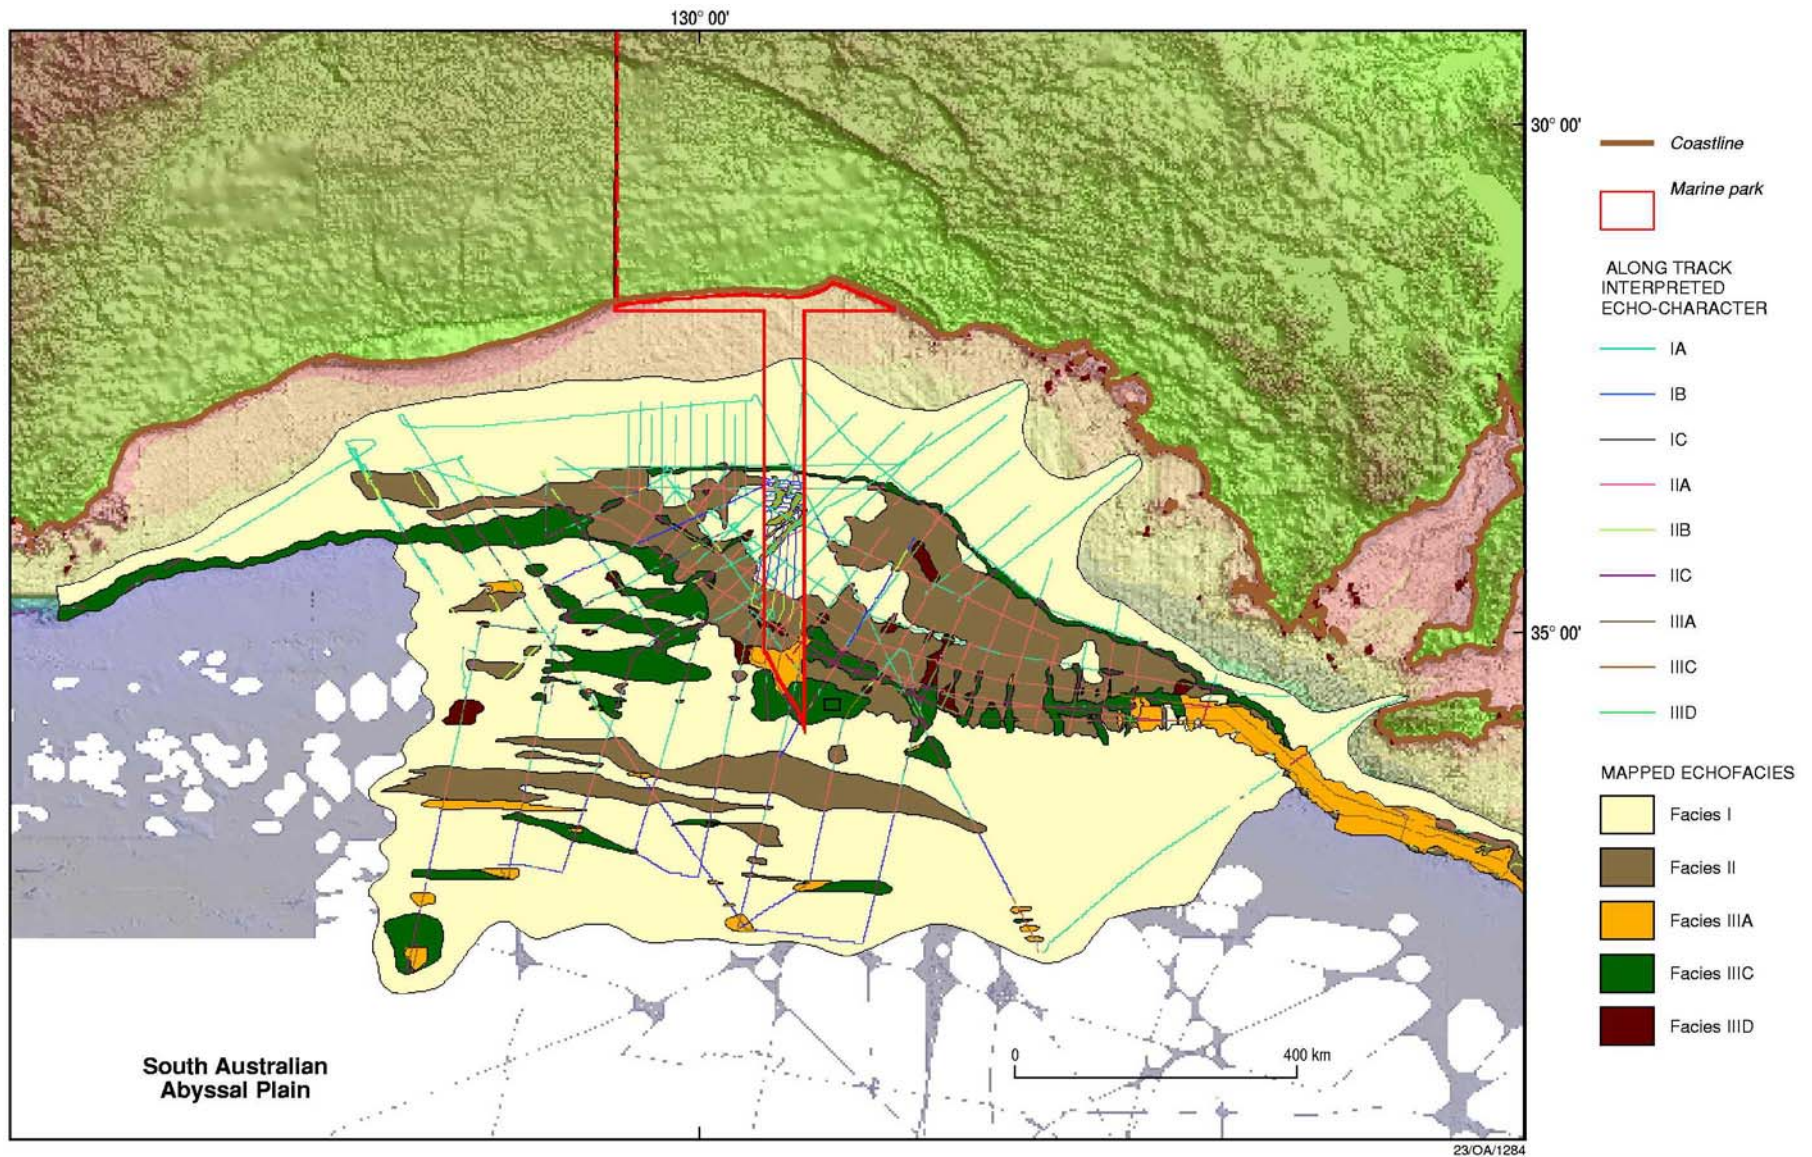 130° 00'
30° 00'
35° 00'
Coastline
Marine park
ALONG TRACK
INTERPRETED
ECHO-CHARACTER
IA
IB
IC
IIA
IIB
IIC
IIIA
IIIC
IIID
MAPPED ECHOFACIES
Facies I
Facies II
Facies IIIA
Facies IIIC
Facies IIID
0 400 km
South Australian
Abyssal Plain
23/OA/1284